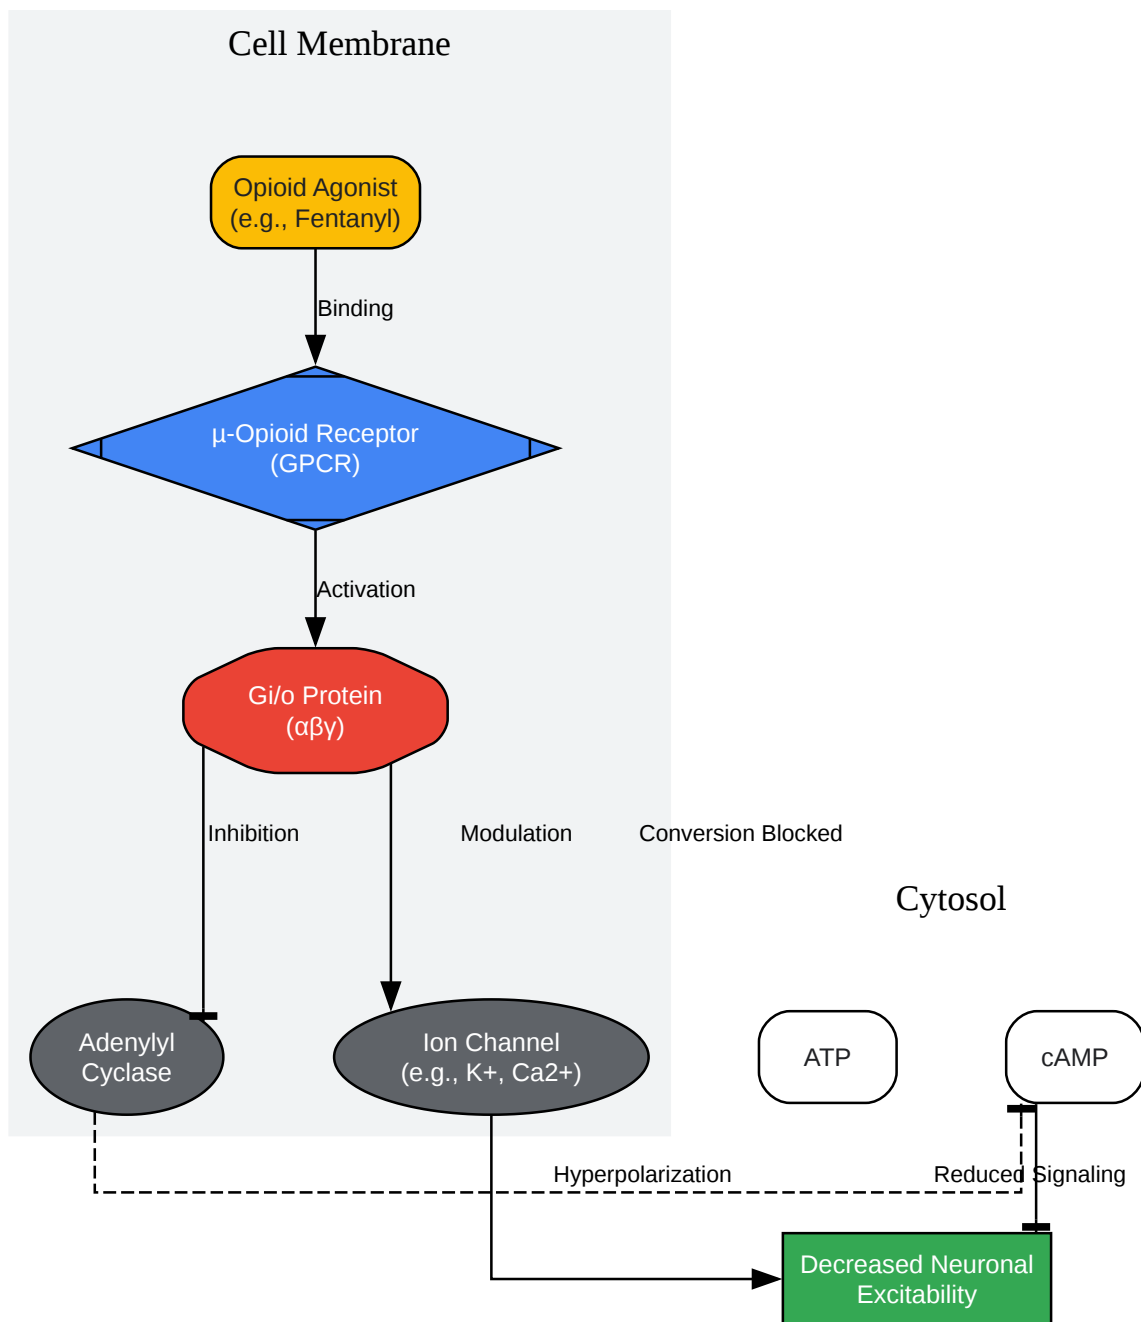 Cell Membrane
Opioid Agonist
(e.g., Fentanyl)
Binding
µ-Opioid Receptor
(GPCR)
Activation
Gi/o Protein
(αβγ)
Inhibition
Modulation
Conversion Blocked
Cytosol
Adenylyl
Cyclase
Ion Channel
(e.g., K+, Ca2+)
ATP
cAMP
Hyperpolarization
Reduced Signaling
Decreased Neuronal
Excitability